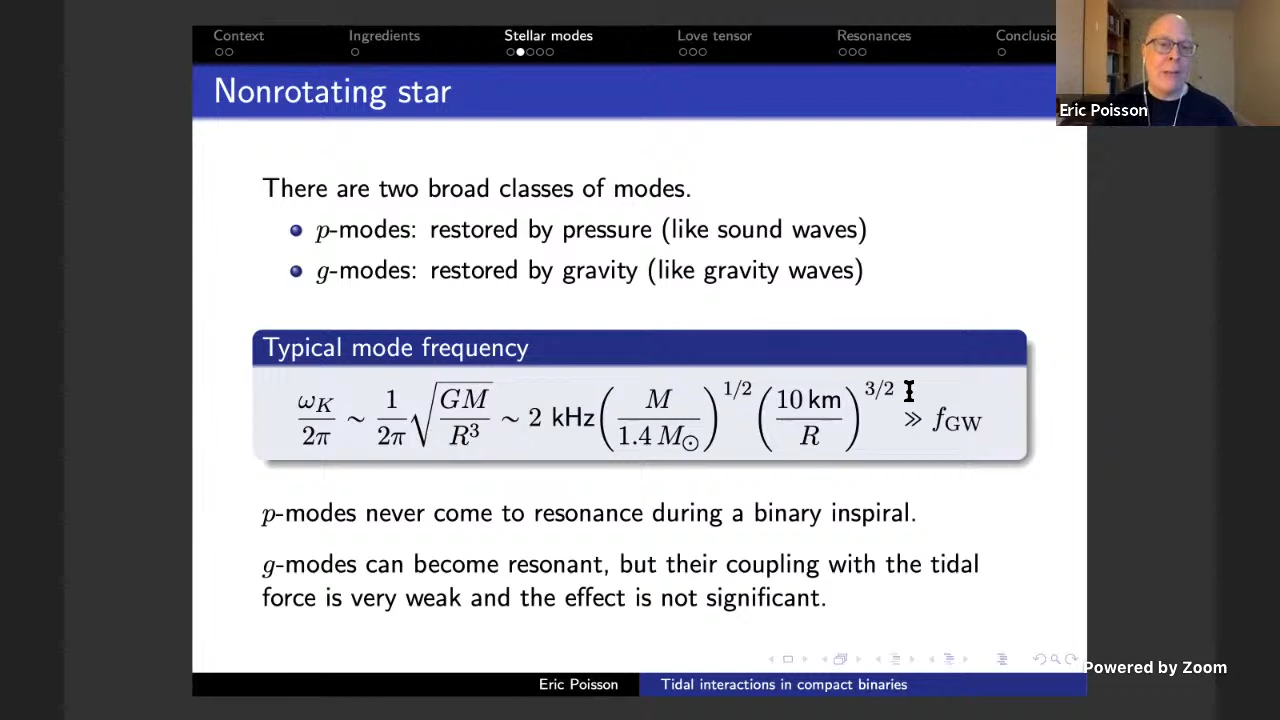 Context Ingredients Stellar modes Love tensor Resonances Conclusio
Nonrotating star
Eric Poisson
There are two broad classes of modes.
p-modes: restored by pressure (like sound waves)
g-modes: restored by gravity (like gravity waves)
Typical mode frequency
ω_K/2π ∼ 1/2π √(GM/R³) ∼ 2 kHz (M/1.4 M_⊙)^{1/2} (10 km/R)^{3/2} ≫ f_GW
p-modes never come to resonance during a binary inspiral.
g-modes can become resonant, but their coupling with the tidal
force is very weak and the effect is not significant.
Powered by Zoom
Eric Poisson Tidal interactions in compact binaries